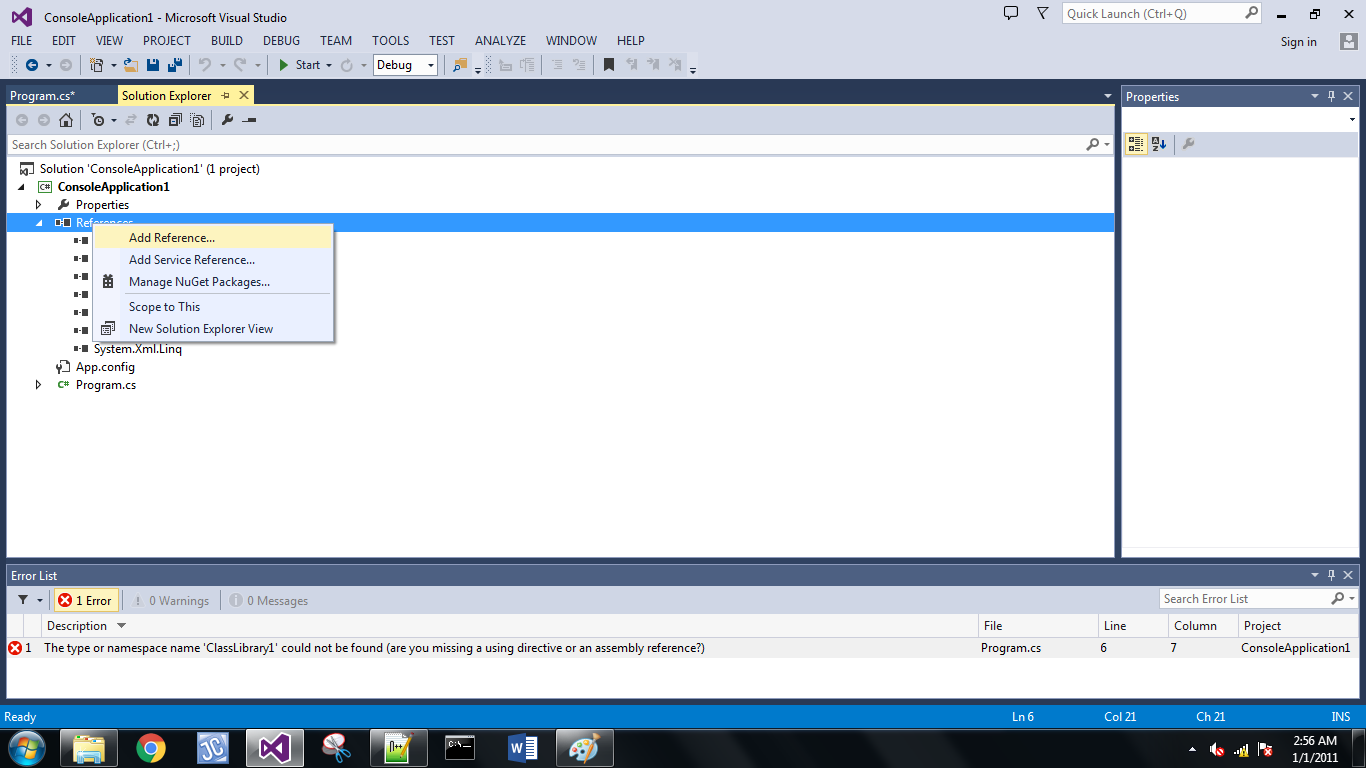 ConsoleApplication1 - Microsoft Visual Studio
Quick Launch (Ctrl+Q)
FILE EDIT VIEW PROJECT BUILD DEBUG TEAM TOOLS TEST ANALYZE WINDOW HELP
Sign in
Start Debug
Program.cs*
Solution Explorer
Properties
Search Solution Explorer (Ctrl+;)
Solution 'ConsoleApplication1' (1 project)
C# ConsoleApplication1
Properties
References
Add Reference...
Add Service Reference...
Manage NuGet Packages...
Scope to This
New Solution Explorer View
System.Xml.Linq
App.config
C# Program.cs
Error List
1 Error
0 Warnings
0 Messages
Search Error List
Description File Line Column Project
1 The type or namespace name 'ClassLibrary1' could not be found (are you missing a using directive or an assembly reference?) Program.cs 6 7 ConsoleApplication1
Ready Ln 6 Col 21 Ch 21 INS
2:56 AM
1/1/2011